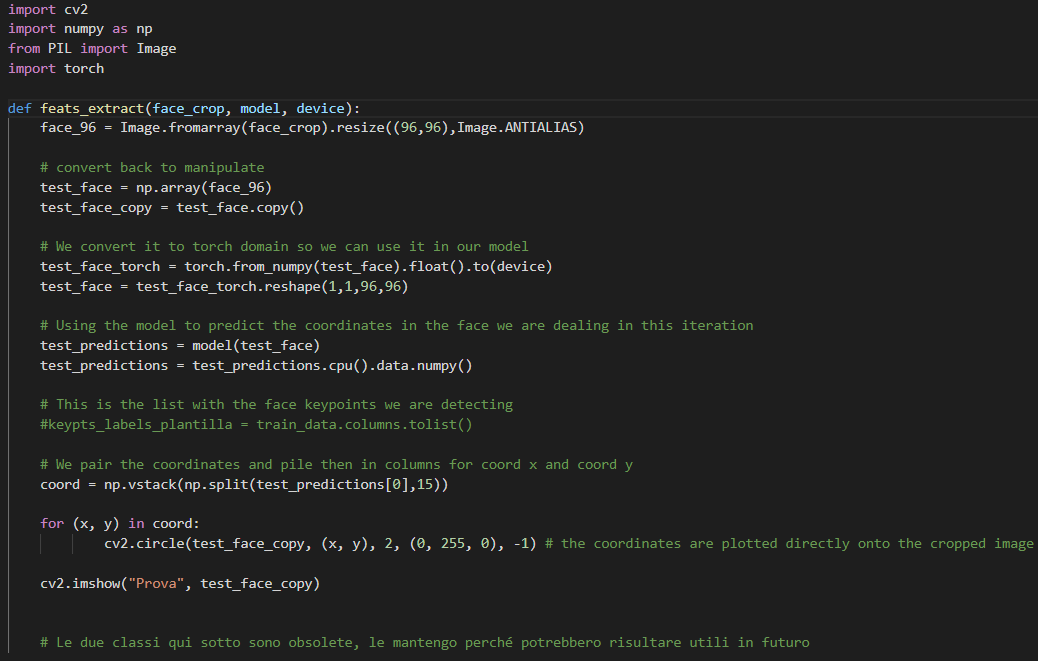 import cv2
import numpy as np
from PIL import Image
import torch
def feats_extract(face_crop, model, device):
face_96 = Image.fromarray(face_crop).resize((96,96),Image.ANTIALIAS)
# convert back to manipulate
test_face = np.array(face_96)
test_face_copy = test_face.copy()
# We convert it to torch domain so we can use it in our model
test_face_torch = torch.from_numpy(test_face).float().to(device)
test_face = test_face_torch.reshape(1,1,96,96)
# Using the model to predict the coordinates in the face we are dealing in this iteration
test_predictions = model(test_face)
test_predictions = test_predictions.cpu().data.numpy()
# This is the list with the face keypoints we are detecting
#keypts_labels_plantilla = train_data.columns.tolist()
# We pair the coordinates and pile then in columns for coord x and coord y
coord = np.vstack(np.split(test_predictions[0],15))
for (x, y) in coord:
cv2.circle(test_face_copy, (x, y), 2, (0, 255, 0), -1) # the coordinates are plotted directly onto the cropped image
cv2.imshow("Prova", test_face_copy)
# Le due classi qui sotto sono obsolete, le mantengo perché potrebbero risultare utili in futuro